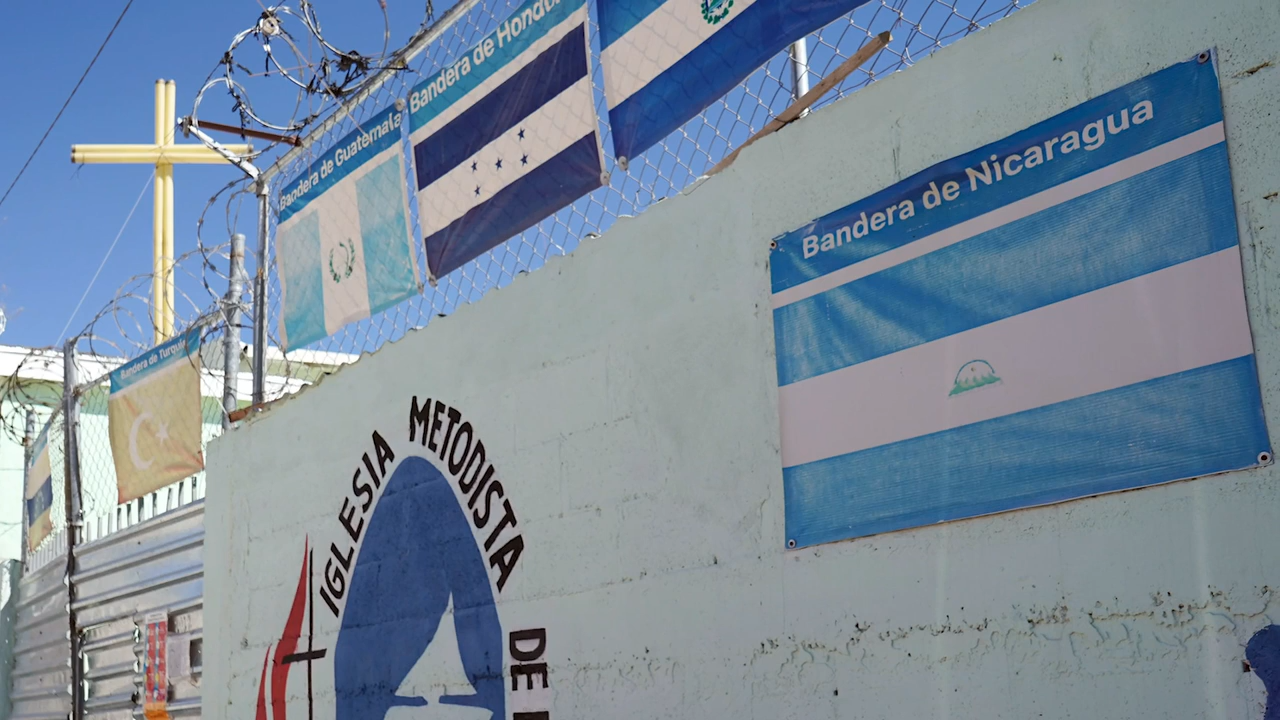 Bandera de Guatemala
Bandera de Hondu
Bandera de Nicaragua
Bandera de Turquía
IGLESIA METODISTA
DE